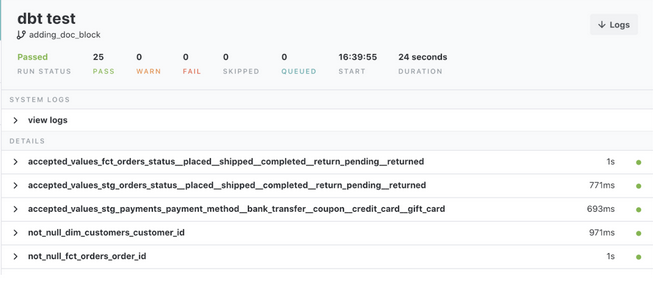 dbt test
adding_doc_block
Logs
Passed 25 0 0 0 0 16:39:55 24 seconds
RUN STATUS PASS WARN FAIL SKIPPED QUEUED START DURATION
SYSTEM LOGS
view logs
DETAILS
accepted_values_fct_orders_status__placed__shipped__completed__return_pending__returned 1s
accepted_values_stg_orders_status__placed__shipped__completed__return_pending__returned 771ms
accepted_values_stg_payments_payment_method__bank_transfer__coupon__credit_card__gift_card 693ms
not_null_dim_customers_customer_id 971ms
not_null_fct_orders_order_id 1s